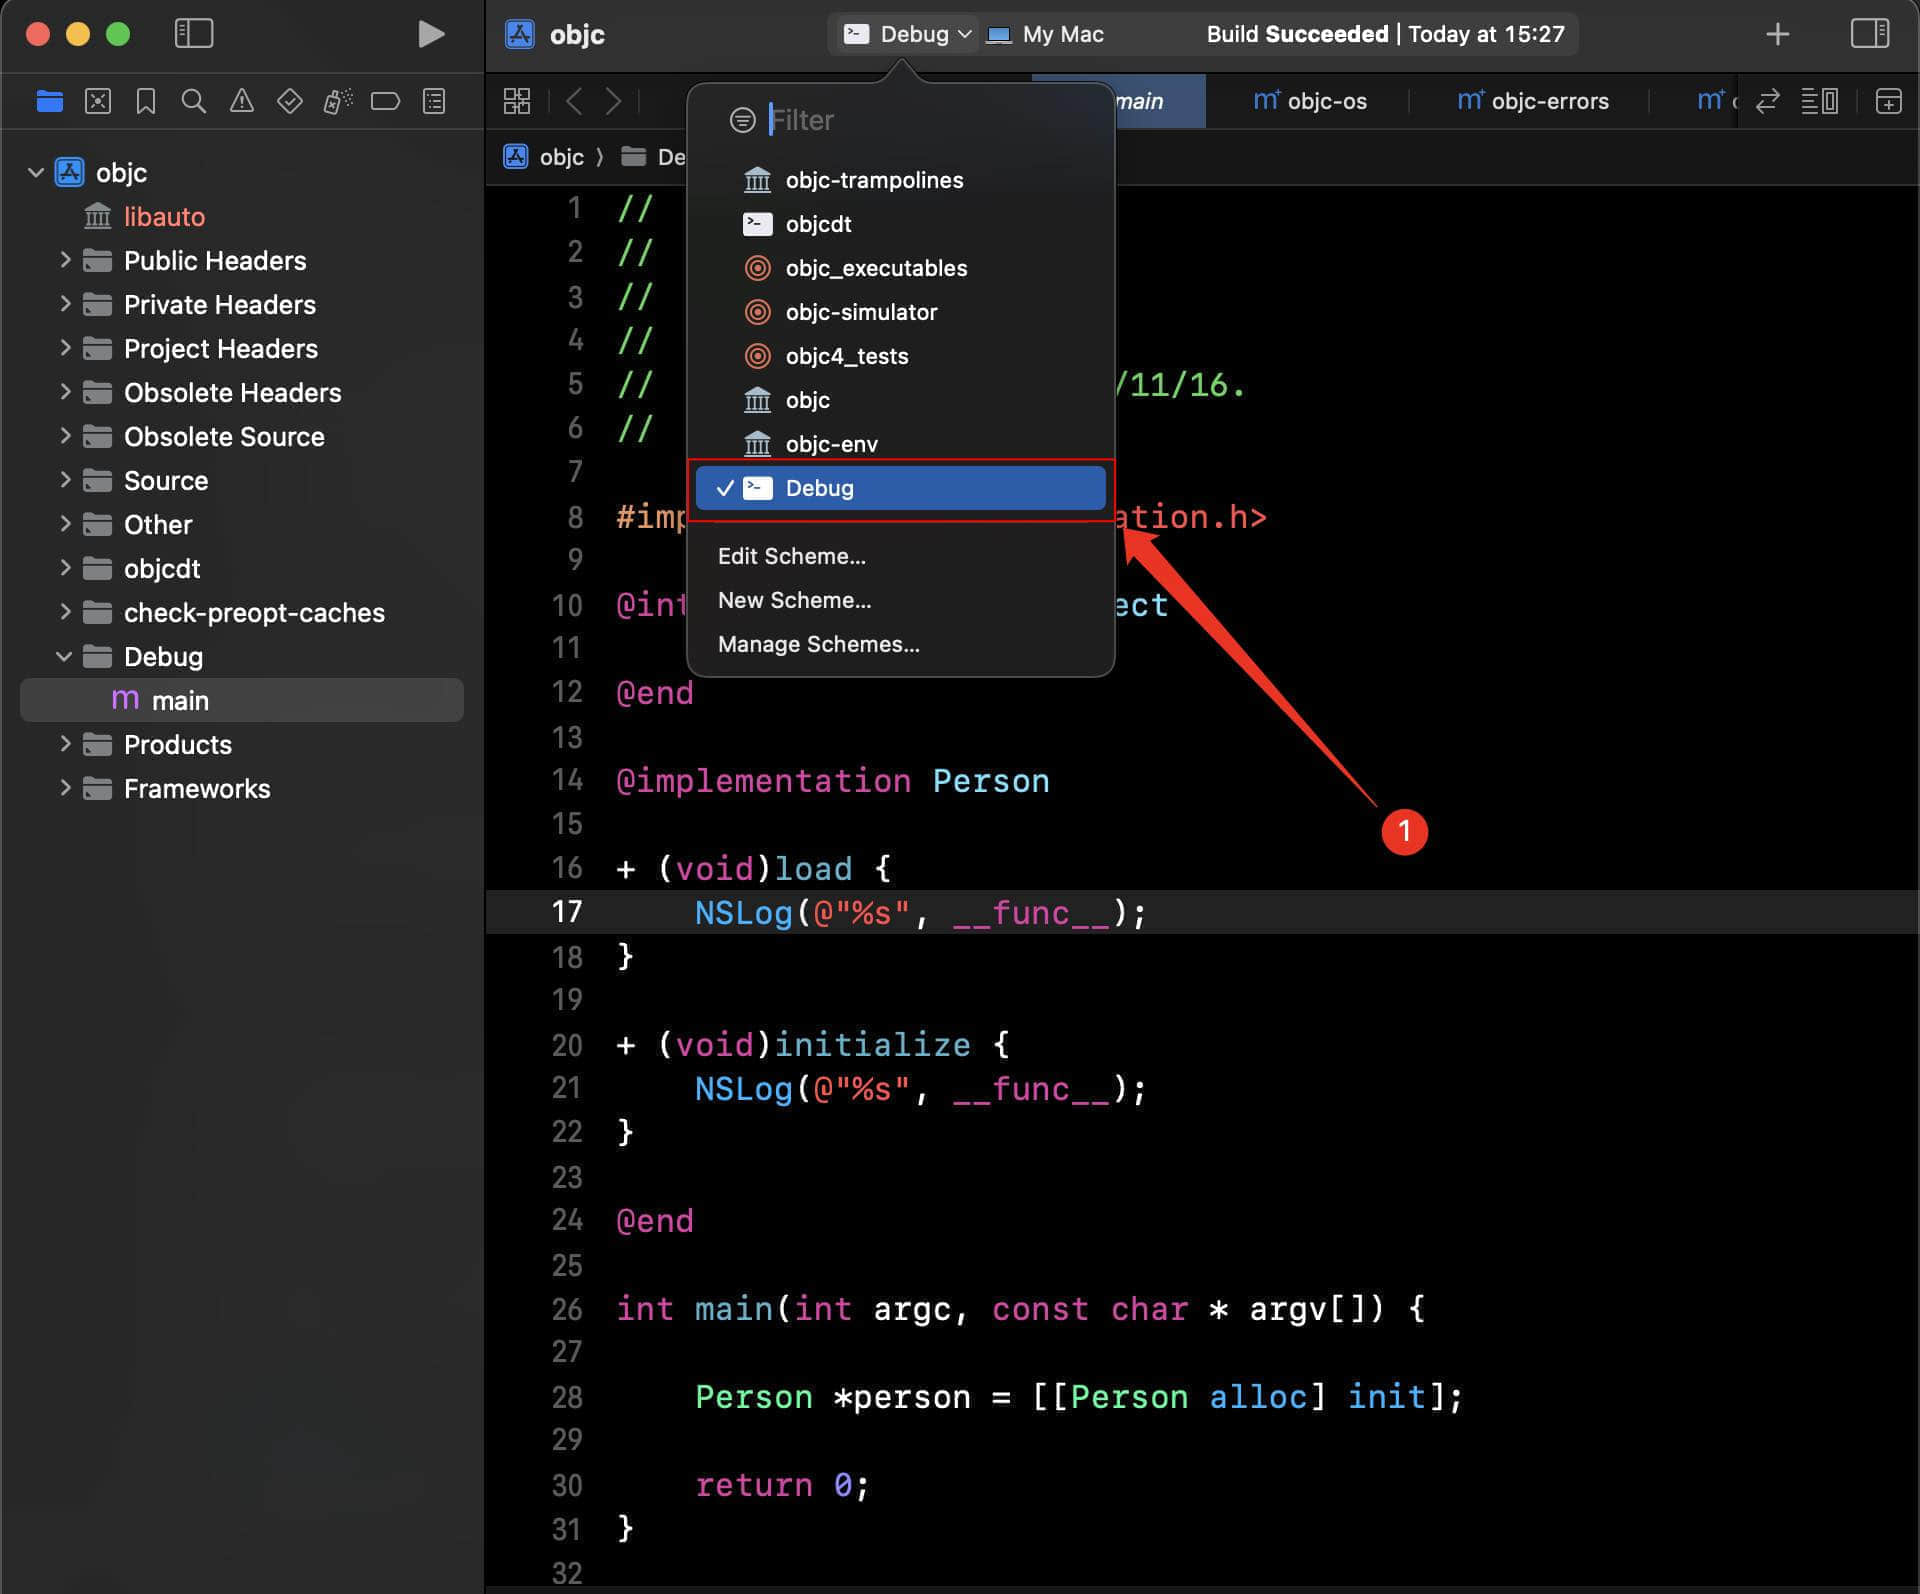 objc
Debug
My Mac
Build Succeeded | Today at 15:27
main
objc-os
objc-errors
objc
libauto
Public Headers
Private Headers
Project Headers
Obsolete Headers
Obsolete Source
Source
Other
objcdt
check-preopt-caches
Debug
m main
Products
Frameworks
objc
Filter
objc-trampolines
objcdt
objc_executables
objc-simulator
objc4_tests
objc
objc-env
Debug
Edit Scheme...
New Scheme...
Manage Schemes...
1
1 //
2 //
3 //
4 //
5 // /11/16.
6 //
7
8 #imp ation.h>
9
10 @int ect
11
12 @end
13
14 @implementation Person
15
16 + (void)load {
17 NSLog(@"%s", __func__);
18 }
19
20 + (void)initialize {
21 NSLog(@"%s", __func__);
22 }
23
24 @end
25
26 int main(int argc, const char * argv[]) {
27
28 Person *person = [[Person alloc] init];
29
30 return 0;
31 }
32